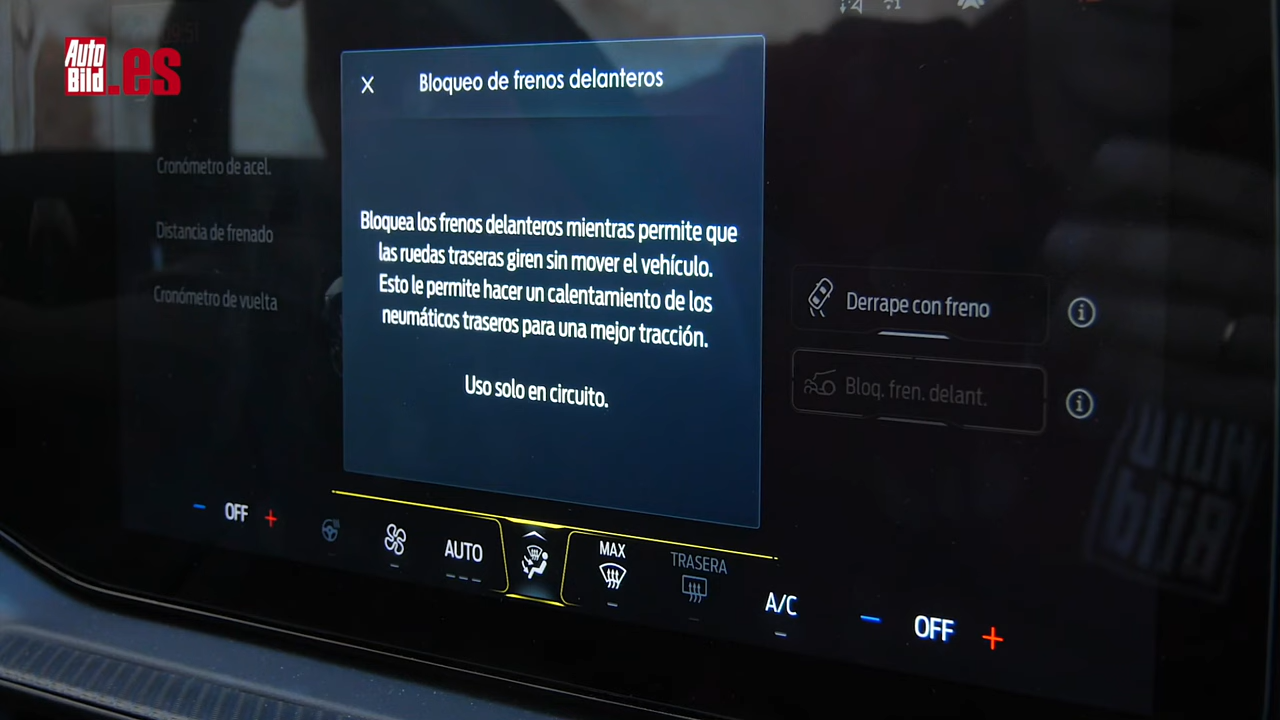 Auto
Bild.es
Bloqueo de frenos delanteros
Cronómetro de acel.
Distancia de frenado
Cronómetro de vuelta
Bloquea los frenos delanteros mientras permite que
las ruedas traseras giren sin mover el vehículo.
Esto le permite hacer un calentamiento de los
neumáticos traseros para una mejor tracción.
Uso solo en circuito.
Derrape con freno
Bloq. fren. delant.
OFF
AUTO
MAX
TRASERA
A/C
OFF